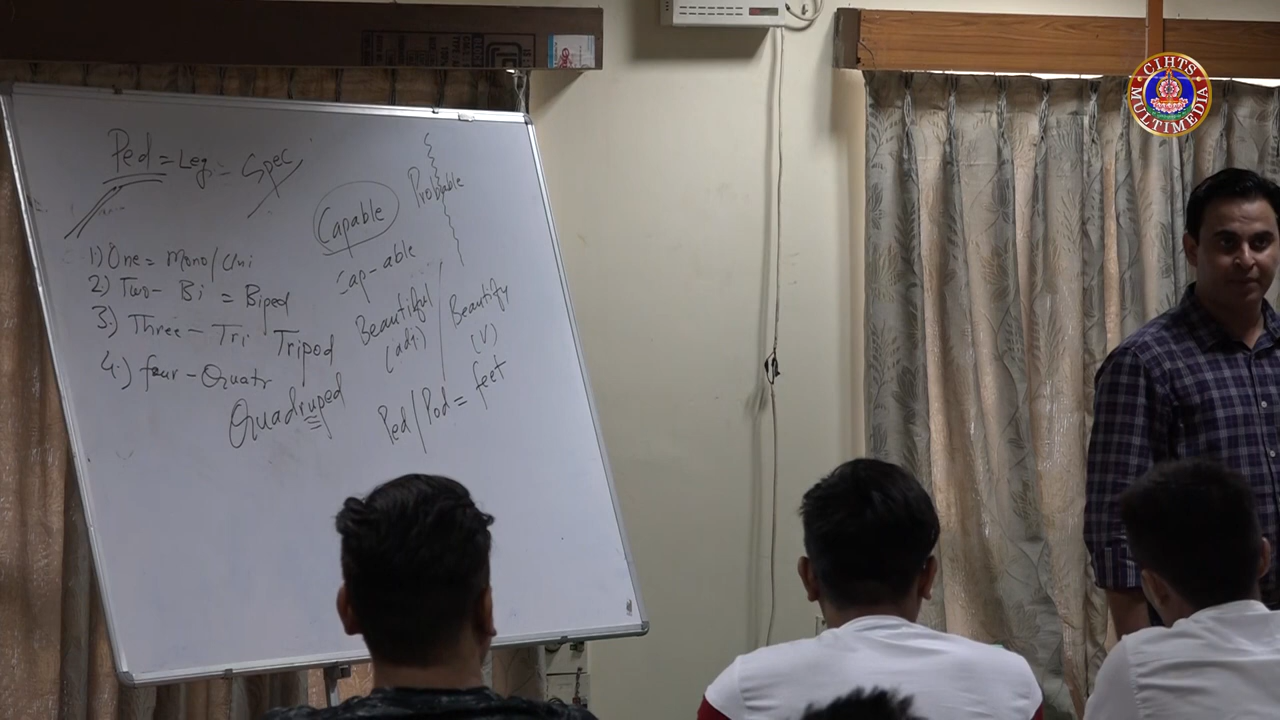 Ped = Leg = Spec
1) One = Mono/Uni
2) Two - Bi = Biped
3.) Three - Tri Tripod
4.) four - Quatr
Quadruped
Capable
Probable
Cap-able
Beautiful
(adj.)
Beautify
(V)
Ped/Pod = feet
CIHTS
MULTIMEDIA